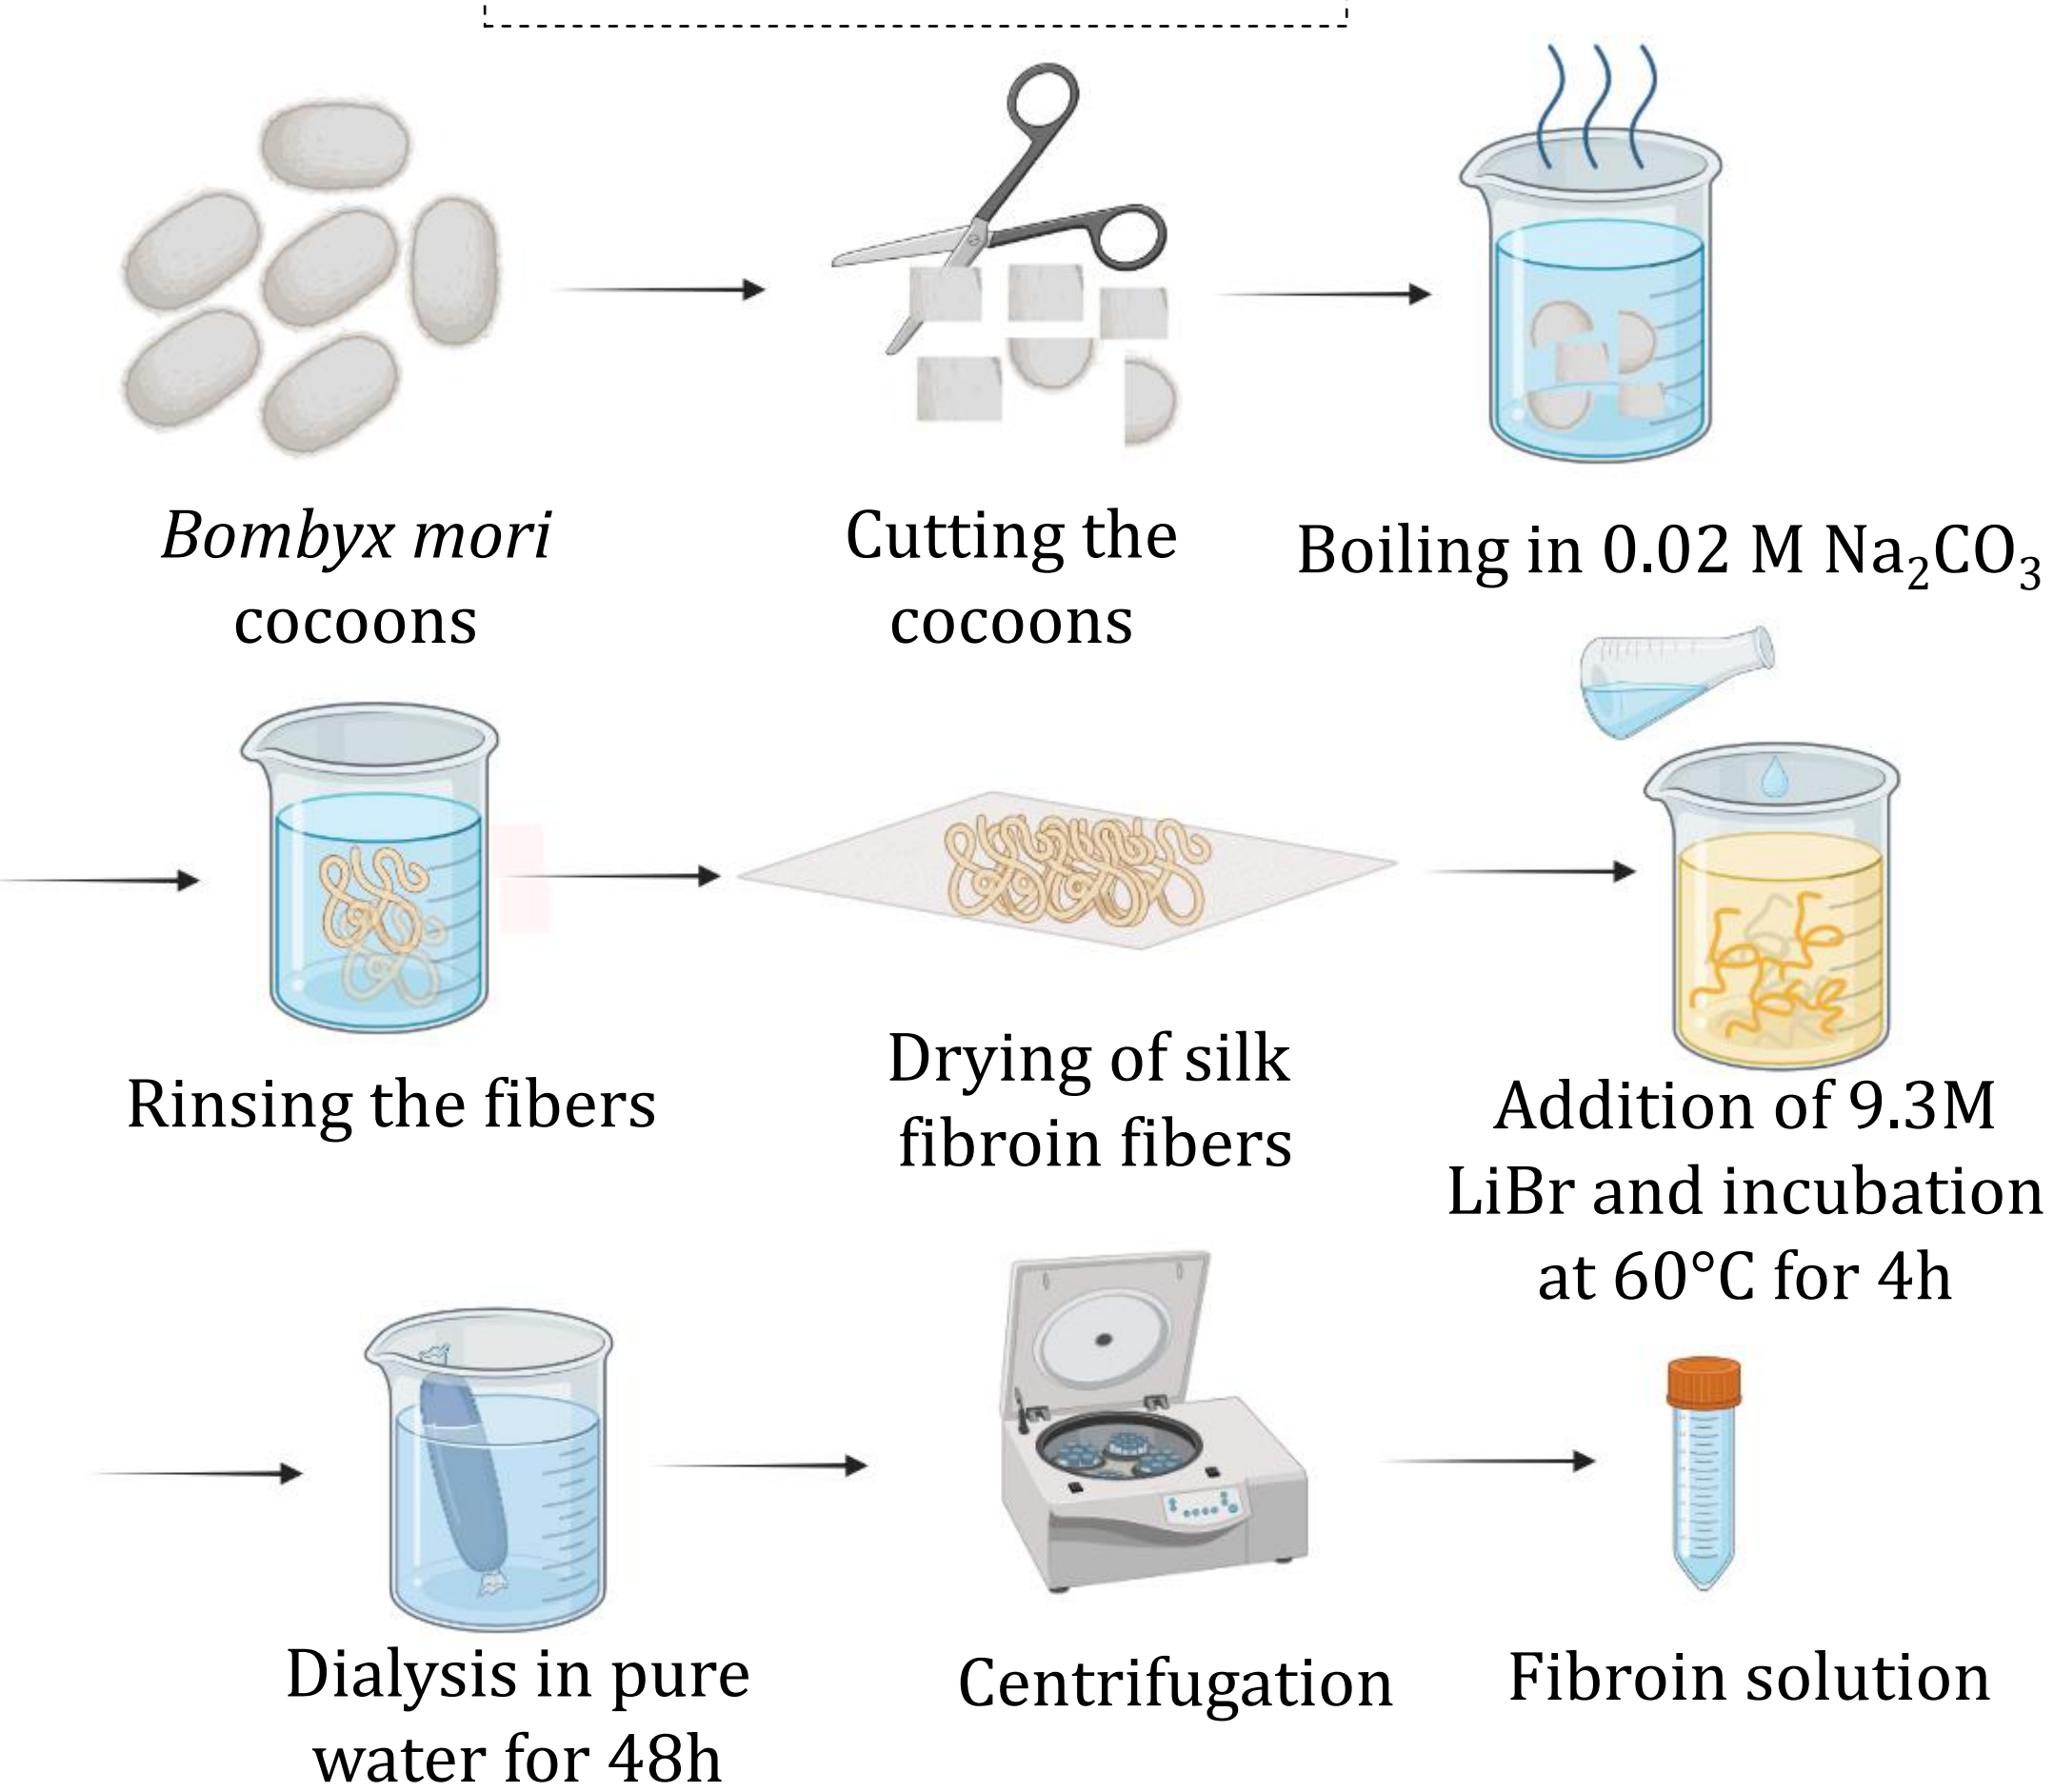 Bombyx mori
cocoons
Cutting the
cocoons
Boiling in 0.02 M Na₂CO₃
Rinsing the fibers
Drying of silk
fibroin fibers
Addition of 9.3M
LiBr and incubation
at 60°C for 4h
Dialysis in pure
water for 48h
Centrifugation
Fibroin solution